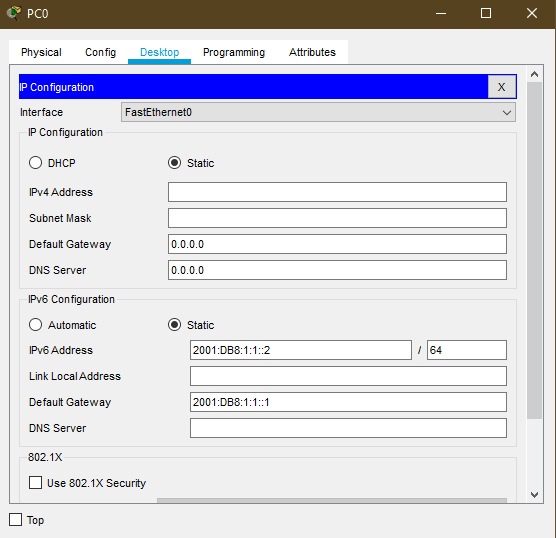 PC0
Physical Config Desktop Programming Attributes
IP Configuration X
Interface FastEthernet0
IP Configuration
DHCP Static
IPv4 Address
Subnet Mask
Default Gateway 0.0.0.0
DNS Server 0.0.0.0
IPv6 Configuration
Automatic Static
IPv6 Address 2001:DB8:1:1::2 / 64
Link Local Address
Default Gateway 2001:DB8:1:1::1
DNS Server
802.1X
Use 802.1X Security
Top